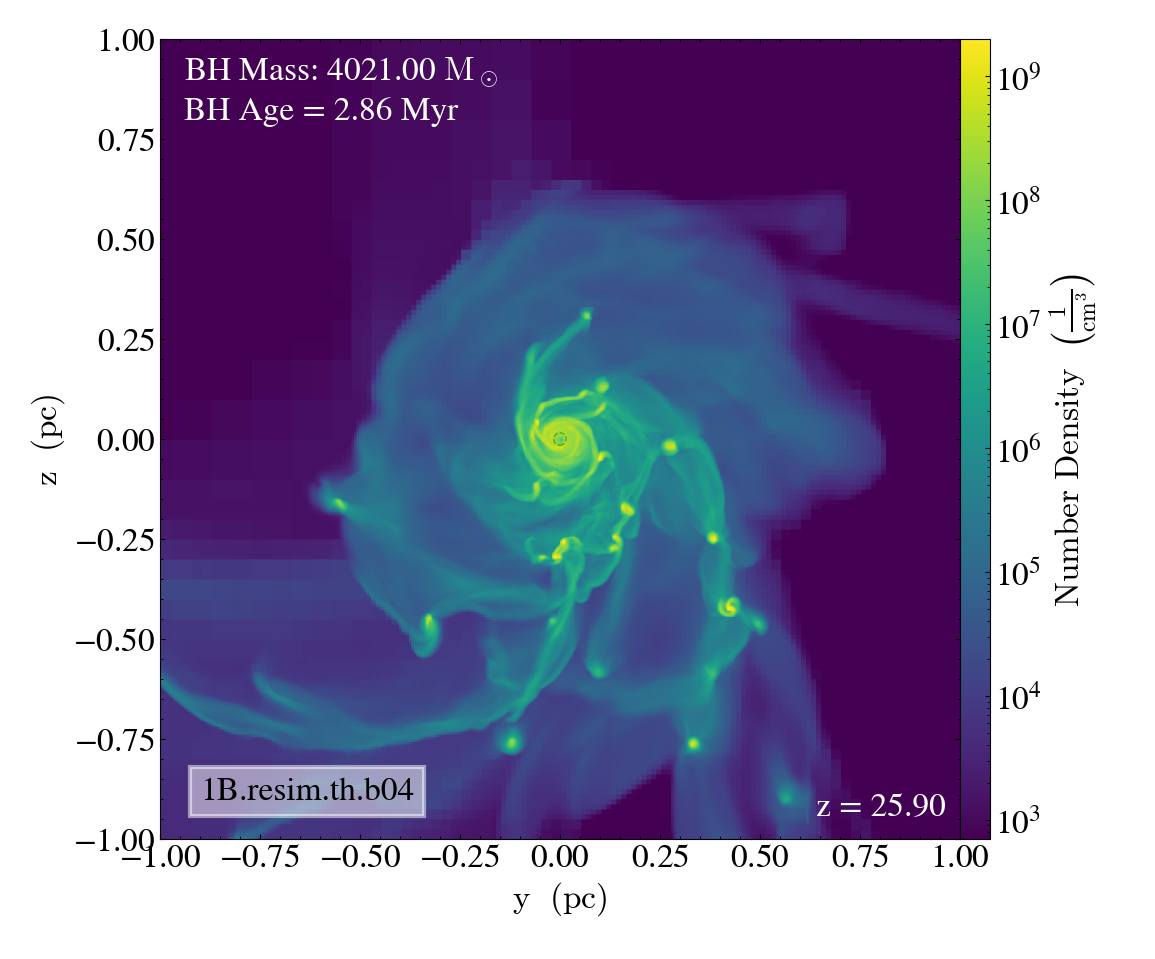 BH Mass: 4021.00 M⊙
BH Age = 2.86 Myr
1B.resim.th.b04
z = 25.90
1.00
0.75
0.50
0.25
0.00
−0.25
−0.50
−0.75
−1.00
z (pc)
−1.00 −0.75 −0.50 −0.25 0.00 0.25 0.50 0.75 1.00
y (pc)
10⁹
10⁸
10⁷
10⁶
10⁵
10⁴
10³
Number Density (1/cm³)